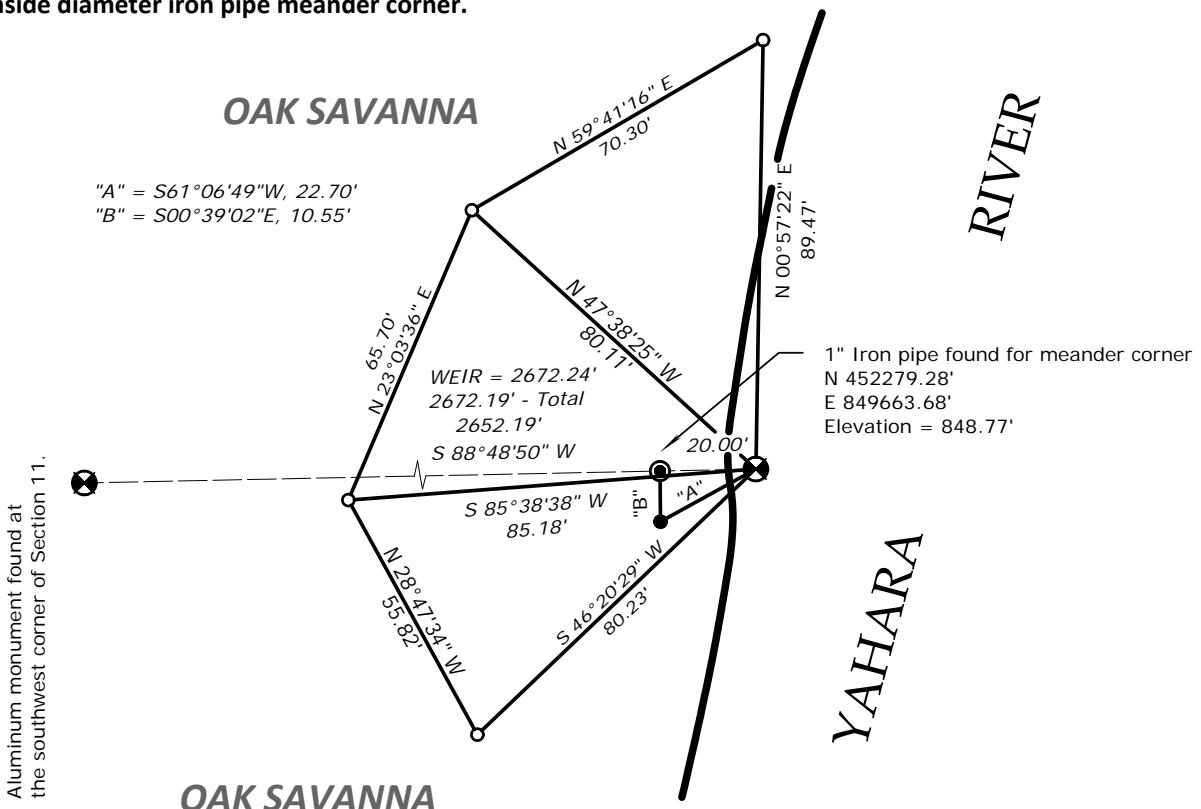 inside diameter iron pipe meander corner.
OAK SAVANNA
"A" = S61°06'49"W, 22.70'
"B" = S00°39'02"E, 10.55'
N 59°41'16" E
70.30'
RIVER
N 00°57'22" E
89.47'
N 47°38'25" W
80.11'
65.70'
N 23°03'36" E
1" Iron pipe found for meander corner
N 452279.28'
E 849663.68'
Elevation = 848.77'
WEIR = 2672.24'
2672.19' - Total
2652.19'
S 88°48'50" W
20.00'
"A"
"B"
S 85°38'38" W
85.18'
Aluminum monument found at
the southwest corner of Section 11.
N 28°47'34" W
55.82'
S 46°20'29" W
80.23'
YAHARA
OAK SAVANNA